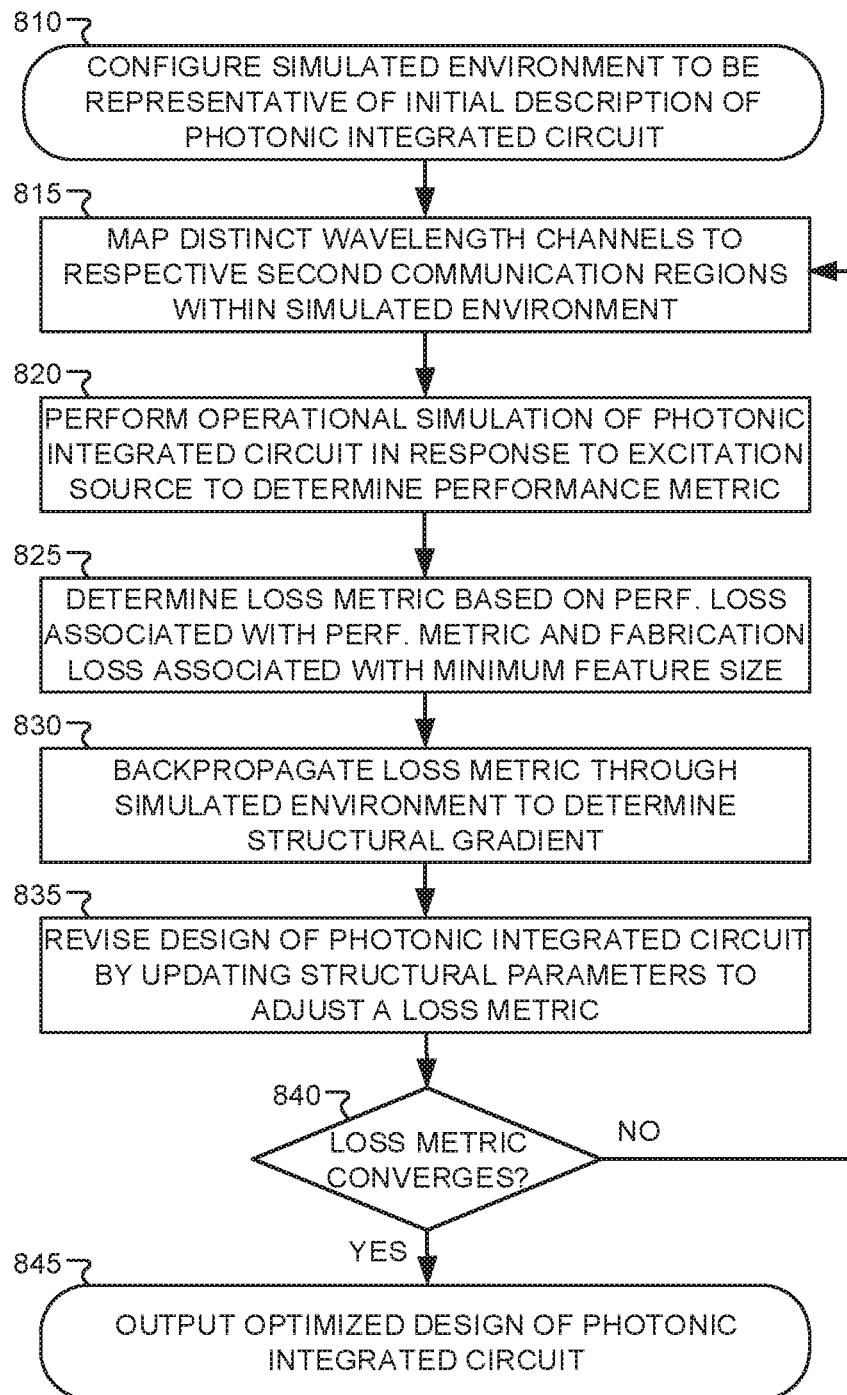 810
CONFIGURE SIMULATED ENVIRONMENT TO BE
REPRESENTATIVE OF INITIAL DESCRIPTION OF
PHOTONIC INTEGRATED CIRCUIT
815
MAP DISTINCT WAVELENGTH CHANNELS TO
RESPECTIVE SECOND COMMUNICATION REGIONS
WITHIN SIMULATED ENVIRONMENT
820
PERFORM OPERATIONAL SIMULATION OF PHOTONIC
INTEGRATED CIRCUIT IN RESPONSE TO EXCITATION
SOURCE TO DETERMINE PERFORMANCE METRIC
825
DETERMINE LOSS METRIC BASED ON PERF. LOSS
ASSOCIATED WITH PERF. METRIC AND FABRICATION
LOSS ASSOCIATED WITH MINIMUM FEATURE SIZE
830
BACKPROPAGATE LOSS METRIC THROUGH
SIMULATED ENVIRONMENT TO DETERMINE
STRUCTURAL GRADIENT
835
REVISE DESIGN OF PHOTONIC INTEGRATED CIRCUIT
BY UPDATING STRUCTURAL PARAMETERS TO
ADJUST A LOSS METRIC
840
LOSS METRIC
CONVERGES?
NO
YES
845
OUTPUT OPTIMIZED DESIGN OF PHOTONIC
INTEGRATED CIRCUIT